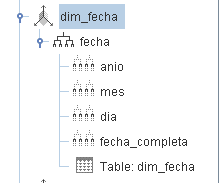 dim_fecha
fecha
anio
mes
dia
fecha_completa
Table: dim_fecha